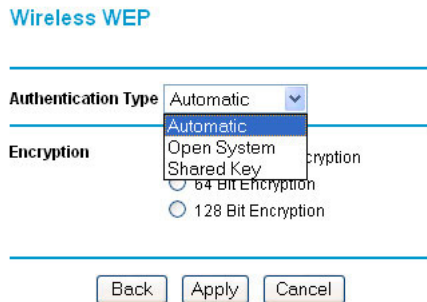 Wireless WEP
Authentication Type Automatic
Automatic
Open System
Encryption
Shared Key
64 Bit Encryption
128 Bit Encryption
Back Apply Cancel